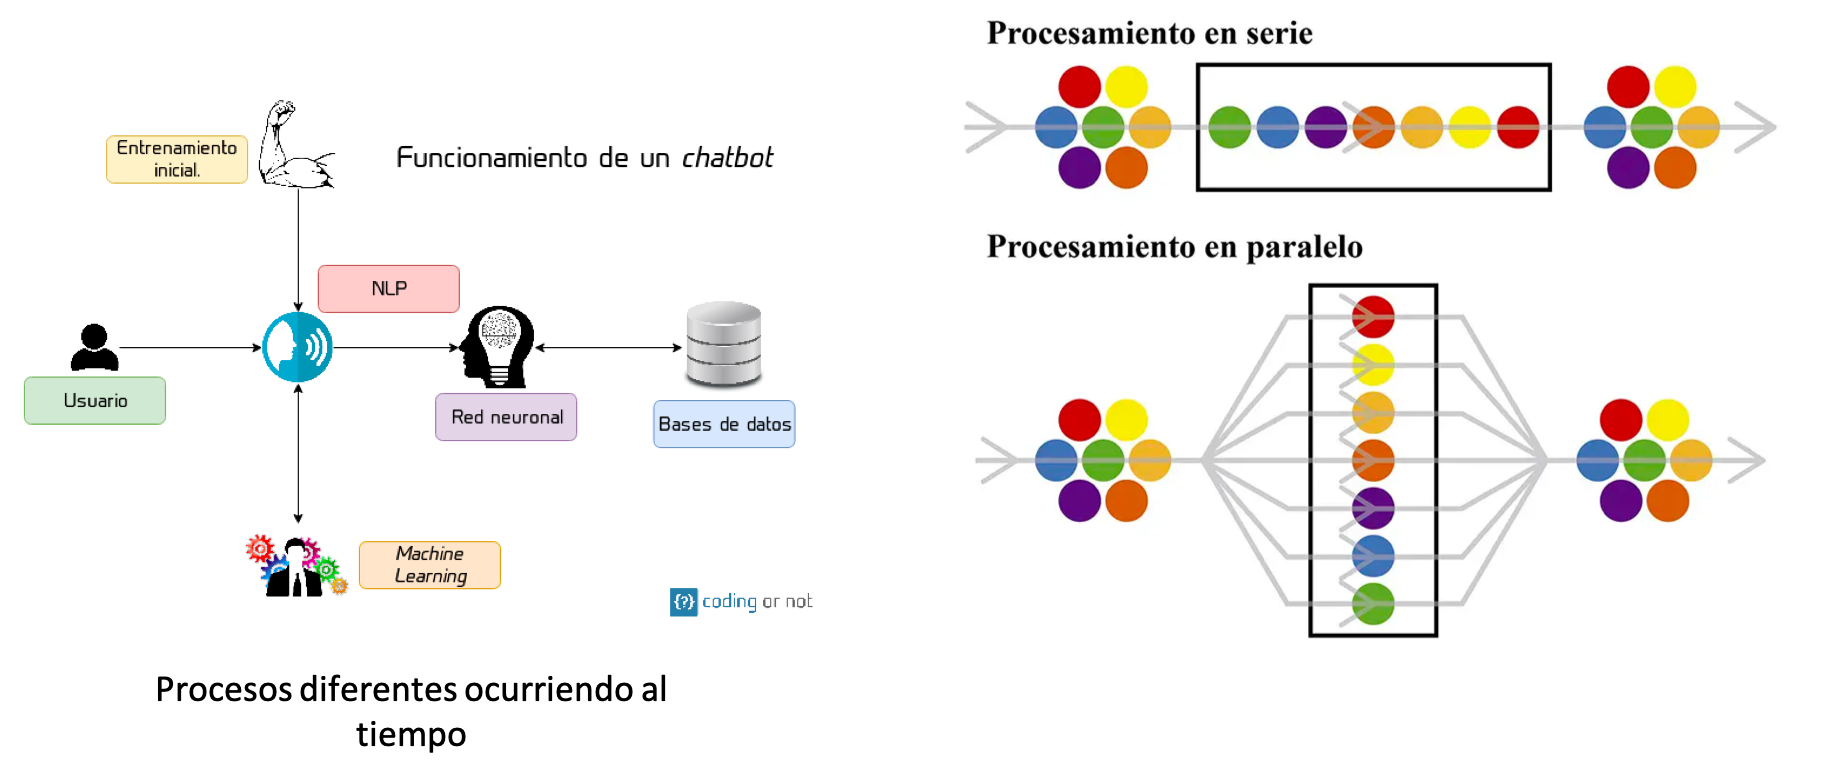 Funcionamiento de un chatbot
Entrenamiento
inicial.
NLP
Usuario
Red neuronal
Bases de datos
Machine
Learning
{?} coding or not
Procesos diferentes ocurriendo al
tiempo
Procesamiento en serie
Procesamiento en paralelo